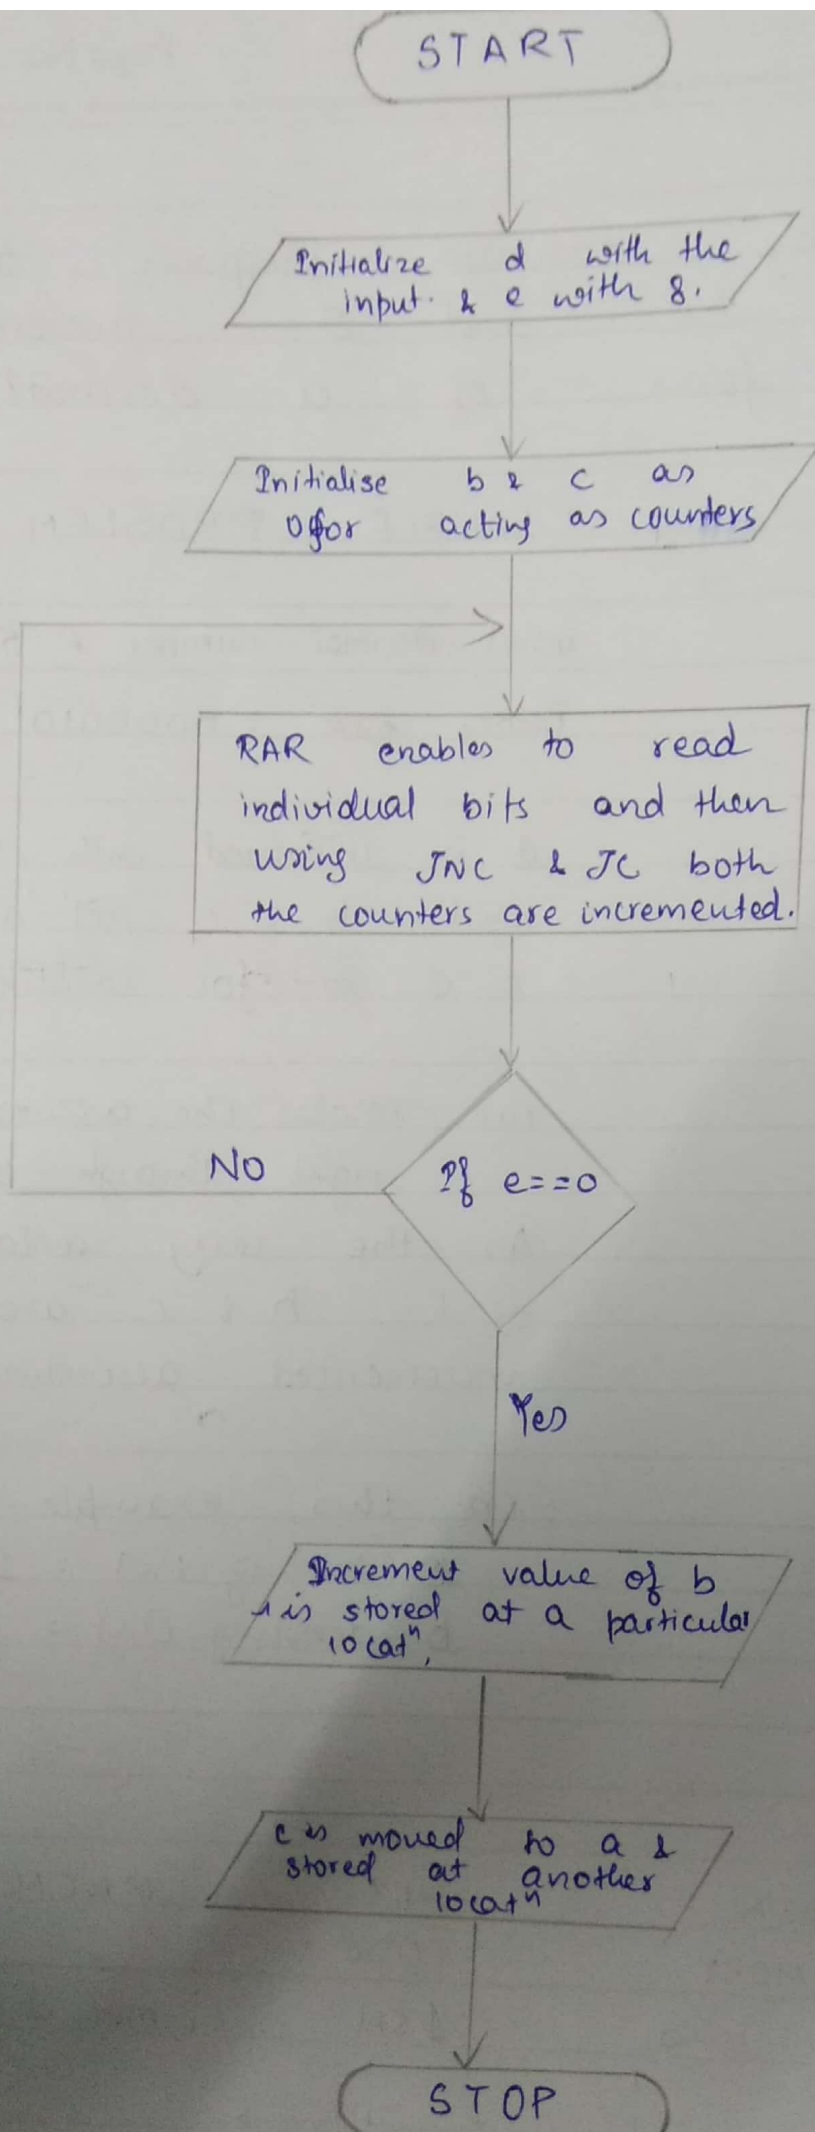 START
Initialize d with the
input. & e with 8.
Initialise b & c as
0 for acting as counters
RAR enables to read
individual bits and then
using JNC & JC both
the counters are incremented.
NO
If e==0
Yes
Increment value of b
& is stored at a particular
locatⁿ,
c is moved to a &
stored at another
locatⁿ
STOP